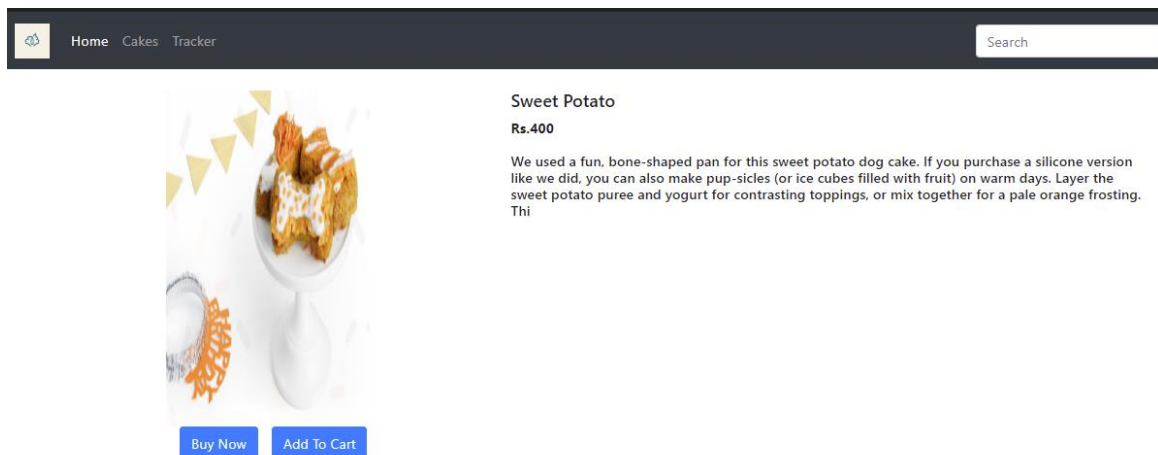 Home Cakes Tracker Search
Sweet Potato
Rs.400
We used a fun, bone-shaped pan for this sweet potato dog cake. If you purchase a silicone version
like we did, you can also make pup-sicles (or ice cubes filled with fruit) on warm days. Layer the
sweet potato puree and yogurt for contrasting toppings, or mix together for a pale orange frosting.
Thi
HAPPY
BIRTHDAY
Buy Now Add To Cart